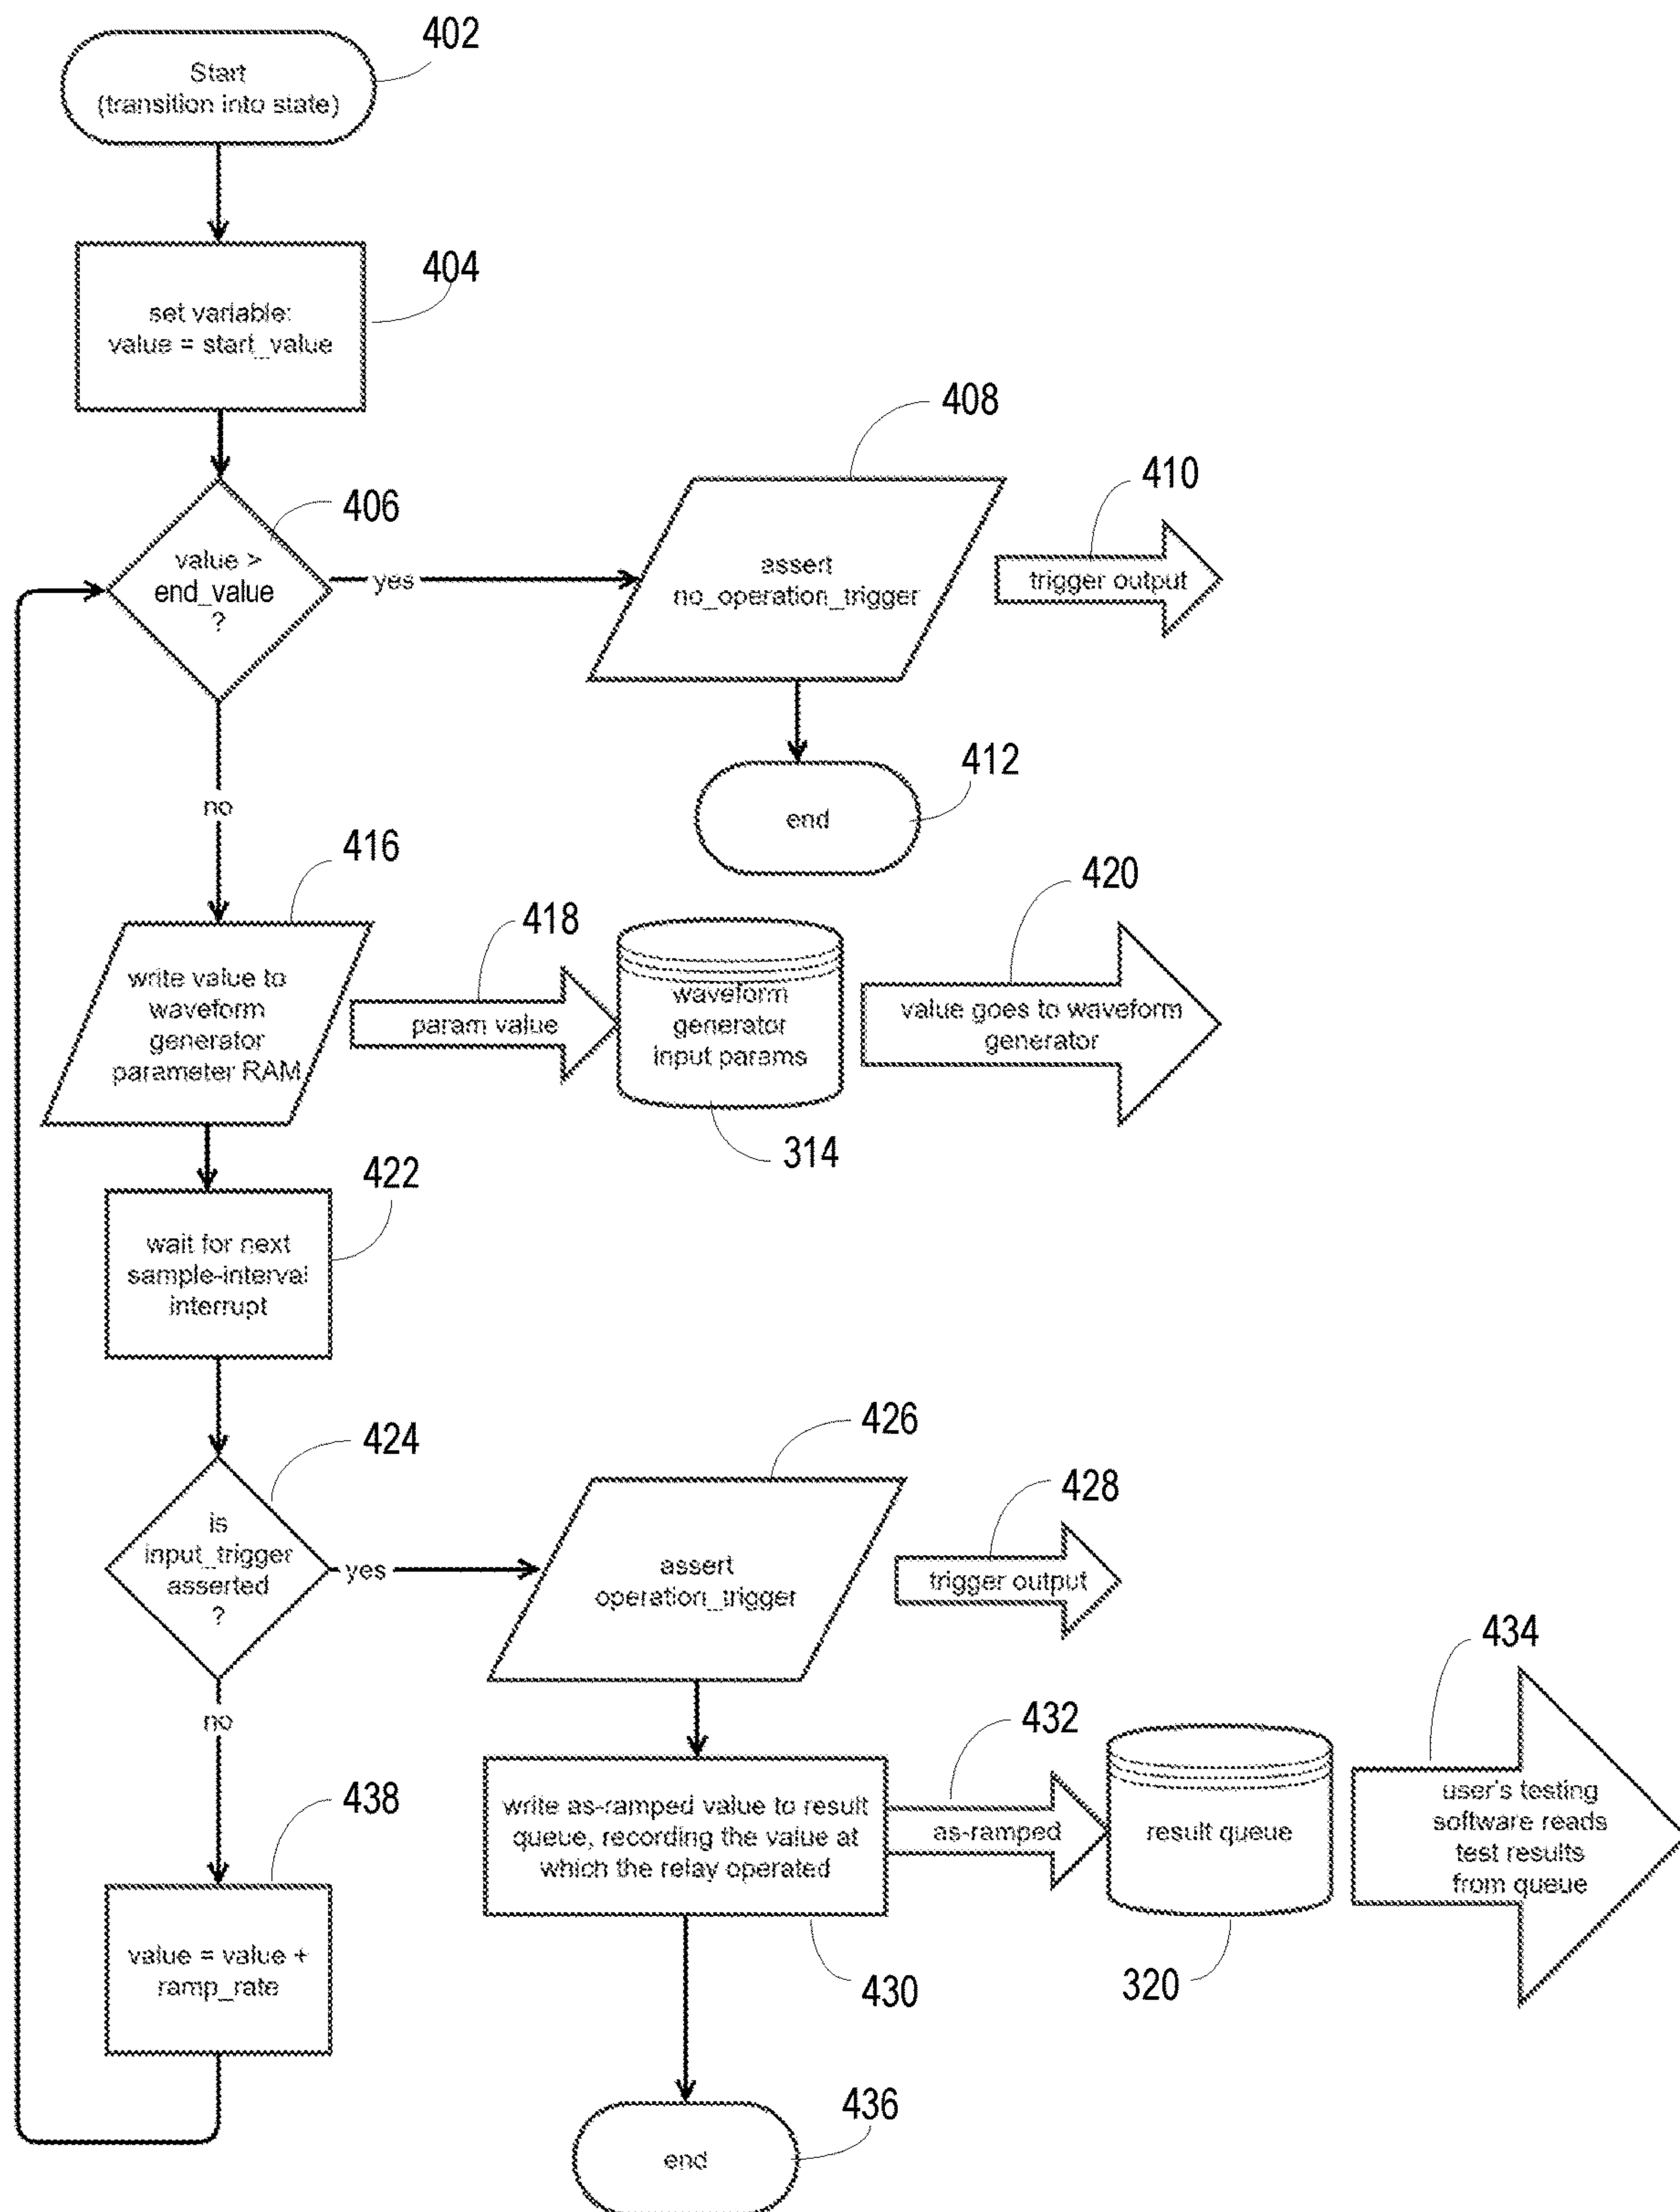 402
Start
(transition into state)
404
set variable:
value = start_value
408
410
406
value >
end_value
?
yes
assert
no_operation_trigger
trigger output
no
412
end
416
418
420
write value to
waveform
generator
parameter RAM
param value
waveform
generator
input params
value goes to waveform
generator
314
422
wait for next
sample-interval
interrupt
424
426
428
is
input_trigger
asserted
?
yes
assert
operation_trigger
trigger output
434
no
432
438
write as-ramped value to result
queue, recording the value at
which the relay operated
as-ramped
result queue
user's testing
software reads
test results
from queue
value = value +
ramp_rate
430
320
436
end